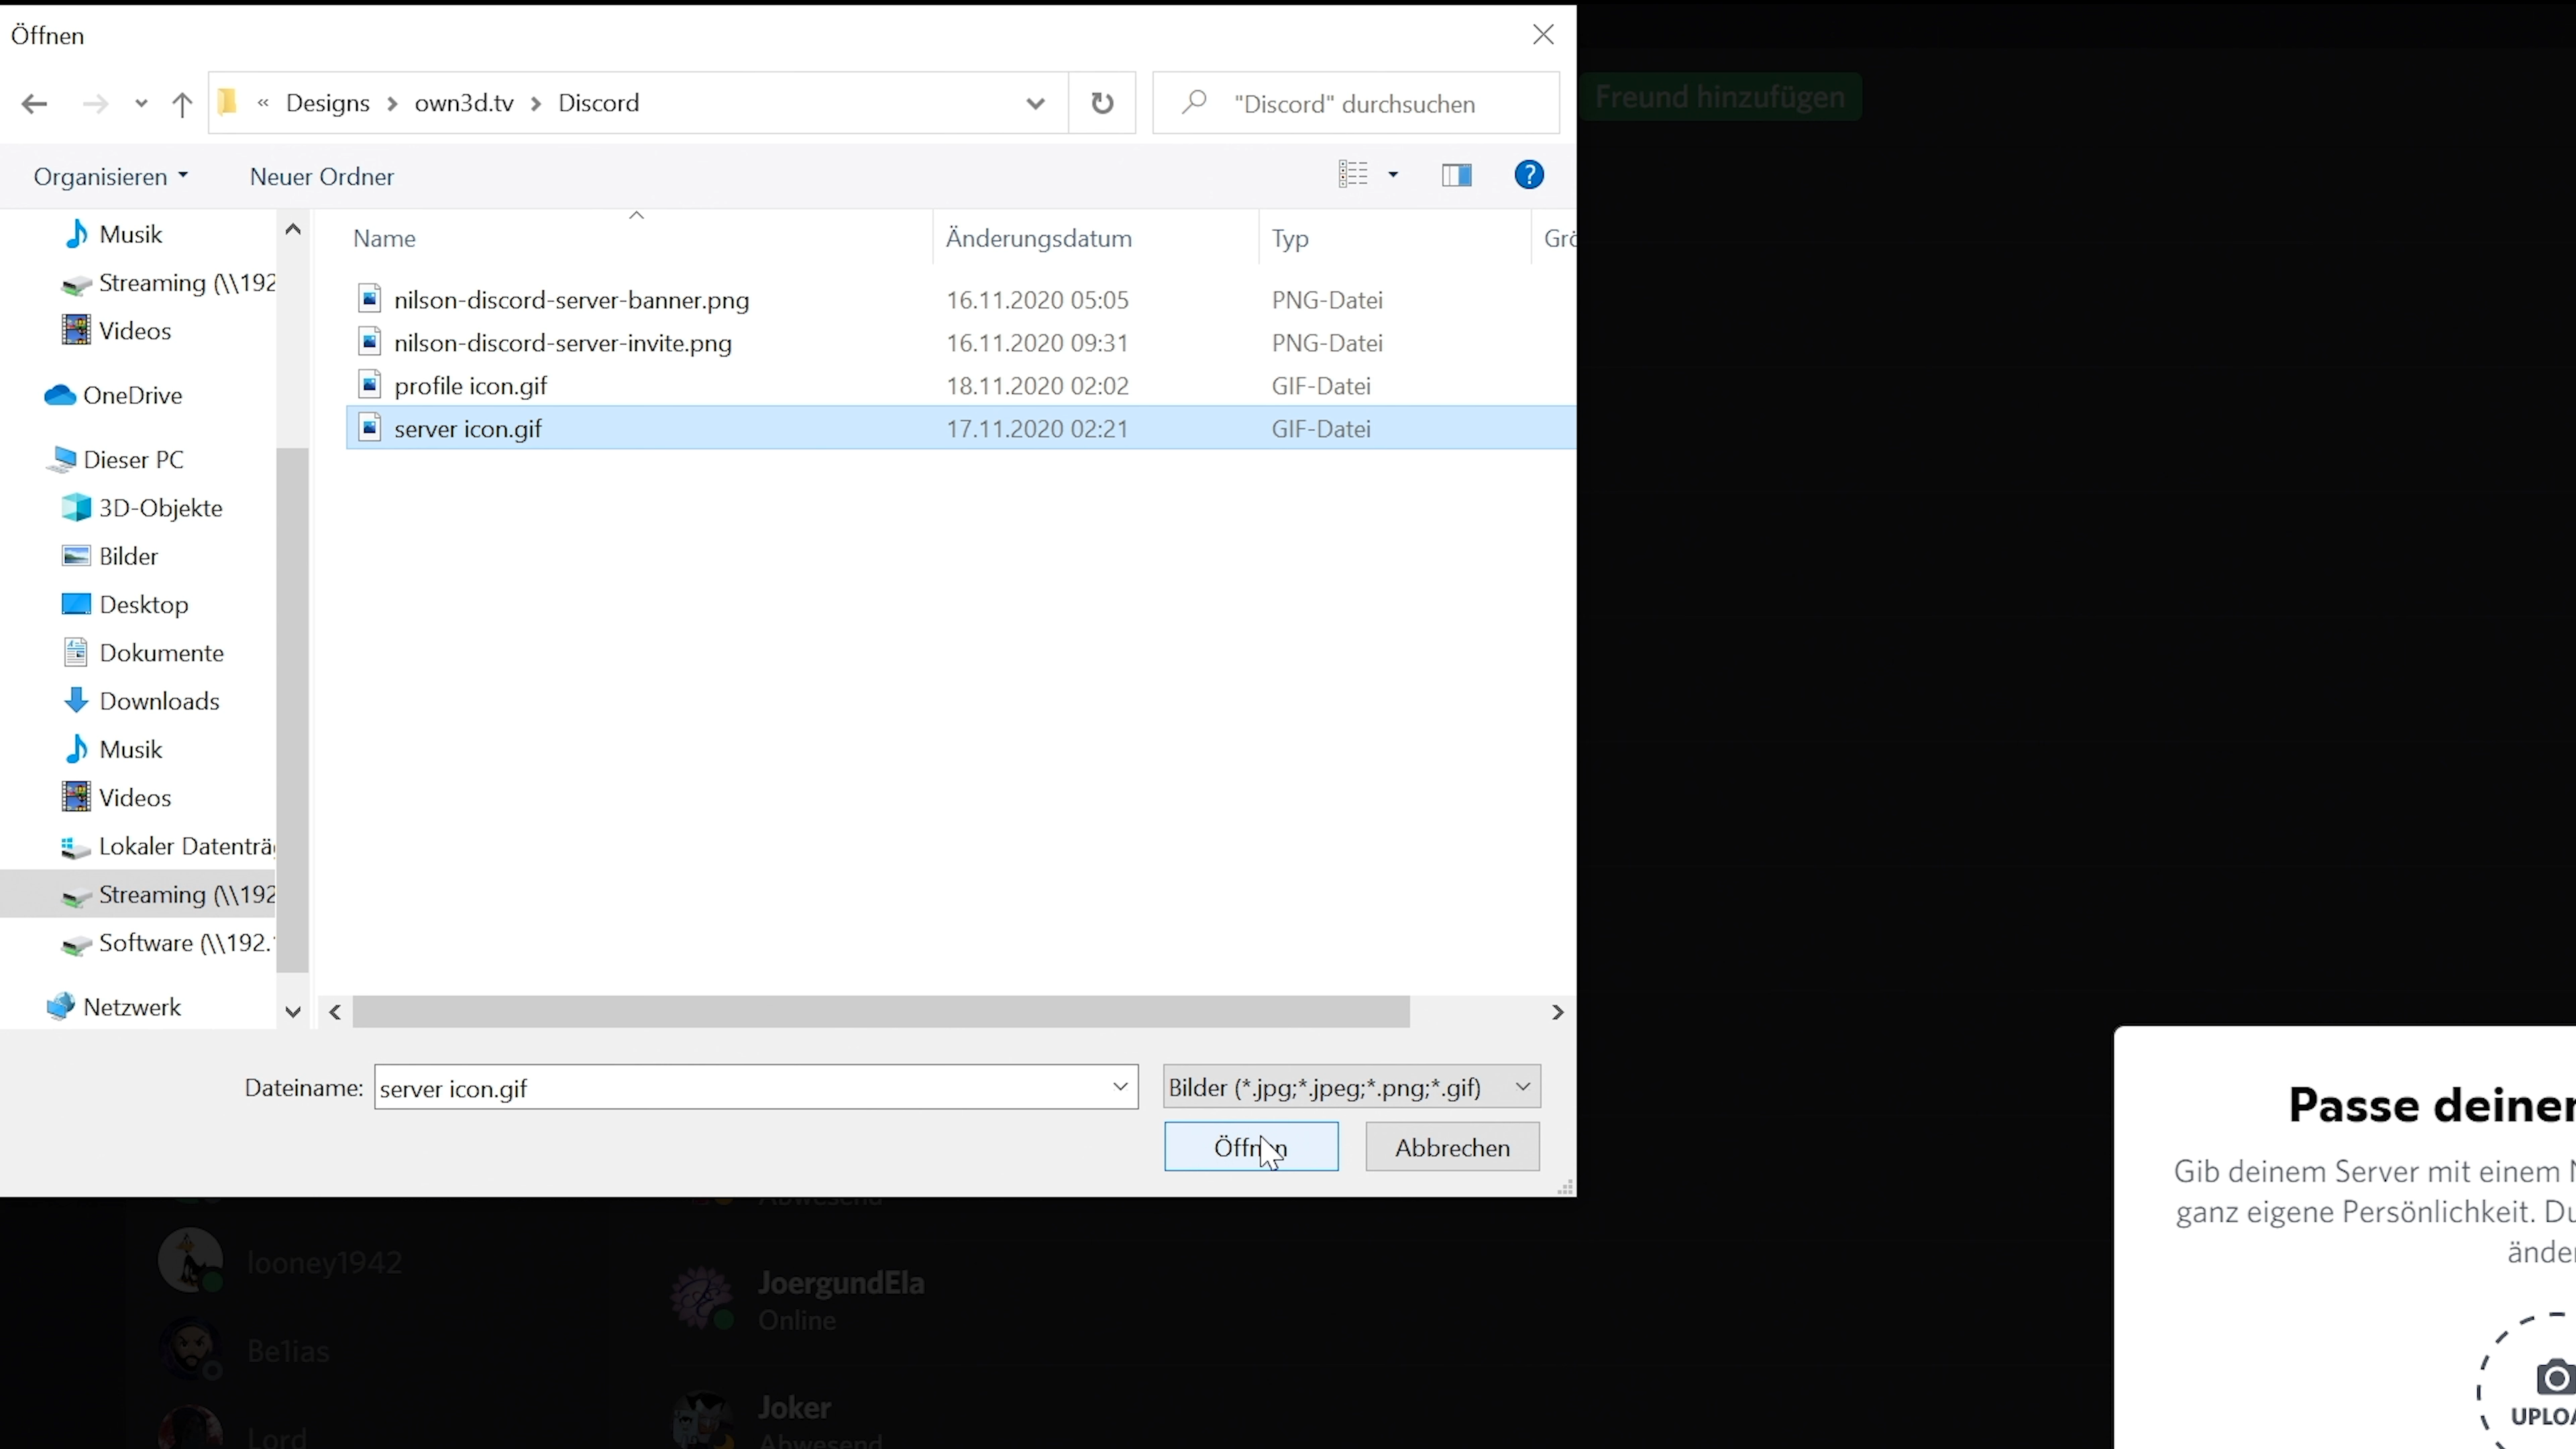 Öffnen
« Designs > own3d.tv > Discord
"Discord" durchsuchen
Freund hinzufügen
Organisieren
Neuer Ordner
Name
Änderungsdatum
Typ
nilson-discord-server-banner.png 16.11.2020 05:05 PNG-Datei
nilson-discord-server-invite.png 16.11.2020 09:31 PNG-Datei
profile icon.gif 18.11.2020 02:02 GIF-Datei
server icon.gif 17.11.2020 02:21 GIF-Datei
Musik
Streaming (\\192
Videos
OneDrive
Dieser PC
3D-Objekte
Bilder
Desktop
Dokumente
Downloads
Musik
Videos
Lokaler
Streaming (\\192
Software (\\192.
Netzwerk
Dateiname: server icon.gif
Bilder (*.jpg;*.jpeg;*.png;*.gif)
Öffnen
Abbrechen
Passe
Gib deinem Server mit einem
ganz eigene Persönlichkeit. Du
looney1942
JoergundEla
Online
Be1ias
Joker
Abwesend
Lord